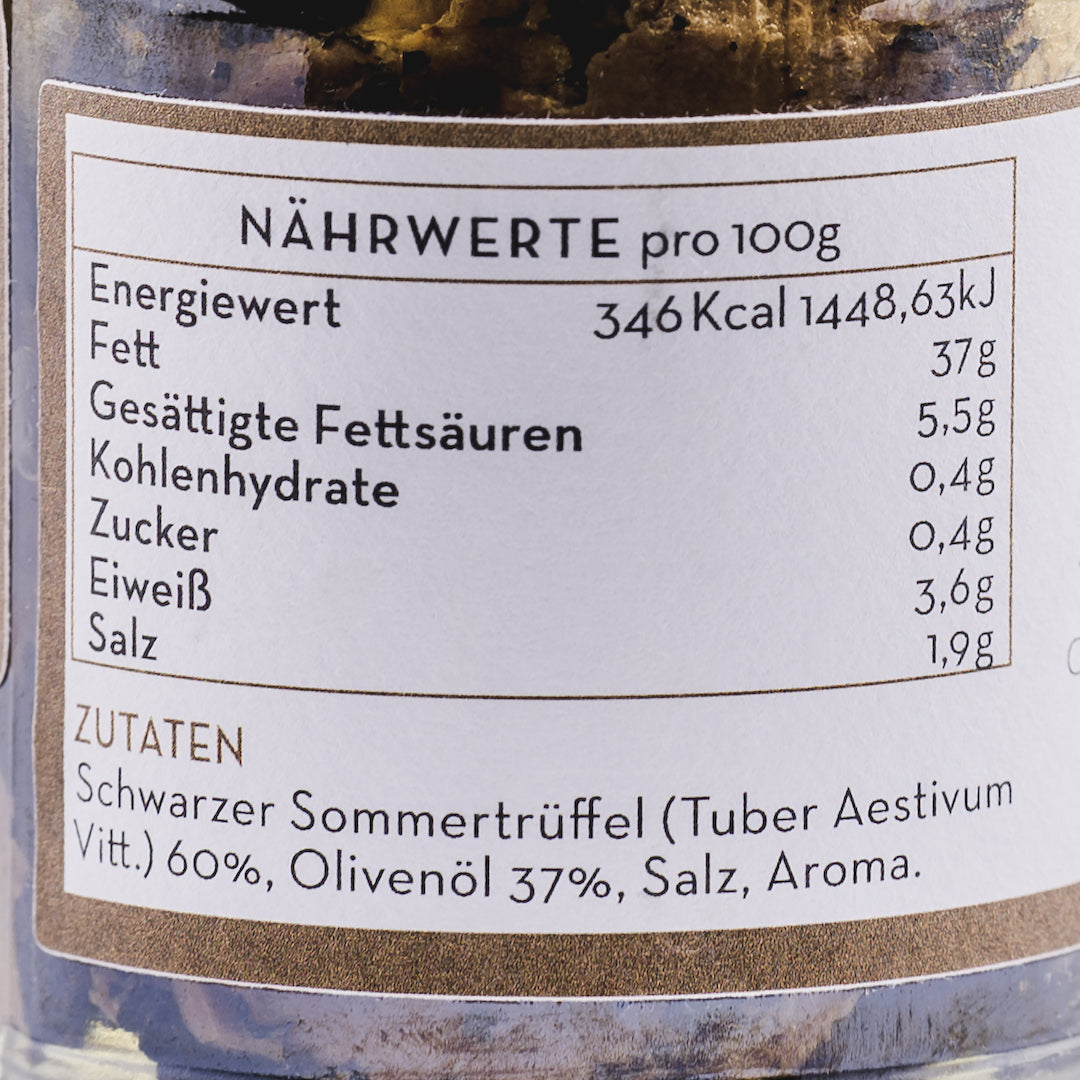 NÄHRWERTE pro 100g
Energiewert 346 Kcal 1448,63kJ
Fett 37g
Gesättigte Fettsäuren 5,5g
Kohlenhydrate 0,4g
Zucker 0,4g
Eiweiß 3,6g
Salz 1,9g
ZUTATEN
Schwarzer Sommertrüffel (Tuber Aestivum
Vitt.) 60%, Olivenöl 37%, Salz, Aroma.